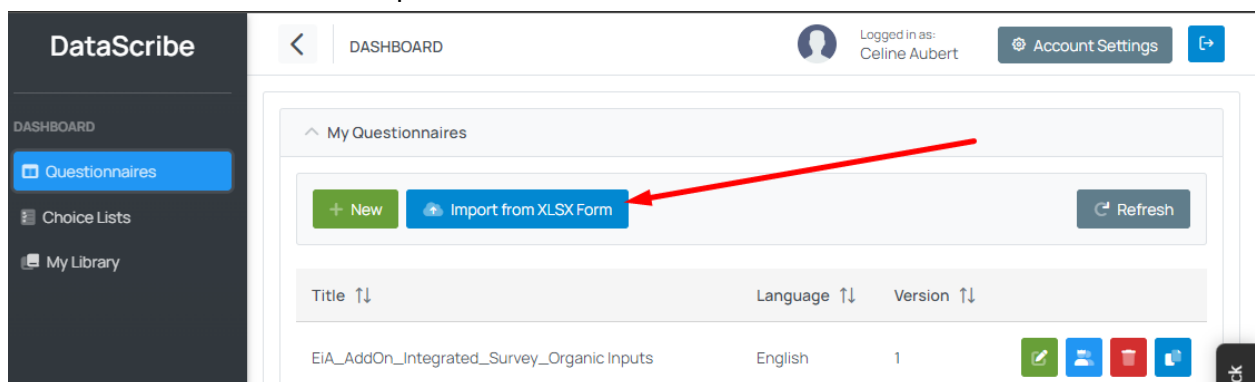 DataScribe
DASHBOARD
Logged in as:
Celine Aubert
Account Settings
DASHBOARD
Questionnaires
Choice Lists
My Library
My Questionnaires
+ New
Import from XLSX Form
Refresh
Title
Language
Version
EiA_AddOn_Integrated_Survey_Organic Inputs
English
1